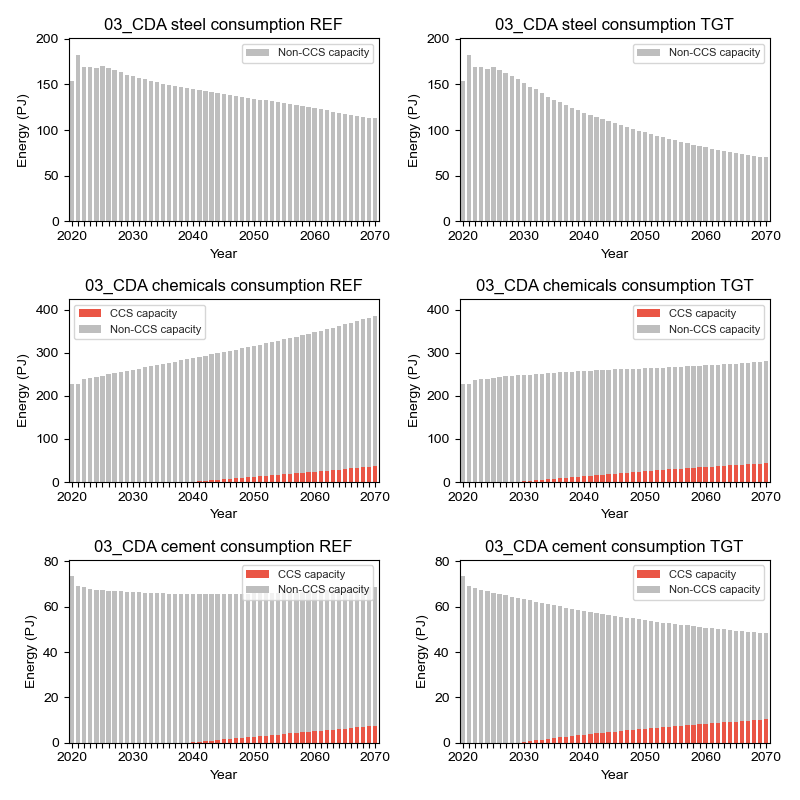 03_CDA steel consumption REF
200
150
100
50
0
Energy (PJ)
Non-CCS capacity
2020 2030 2040 2050 2060 2070
Year
03_CDA steel consumption TGT
200
150
100
50
0
Energy (PJ)
Non-CCS capacity
2020 2030 2040 2050 2060 2070
Year
03_CDA chemicals consumption REF
400
300
200
100
0
Energy (PJ)
CCS capacity
Non-CCS capacity
2020 2030 2040 2050 2060 2070
Year
03_CDA chemicals consumption TGT
400
300
200
100
0
Energy (PJ)
CCS capacity
Non-CCS capacity
2020 2030 2040 2050 2060 2070
Year
03_CDA cement consumption REF
80
60
40
20
0
Energy (PJ)
CCS capacity
Non-CCS capacity
2020 2030 2040 2050 2060 2070
Year
03_CDA cement consumption TGT
80
60
40
20
0
Energy (PJ)
CCS capacity
Non-CCS capacity
2020 2030 2040 2050 2060 2070
Year